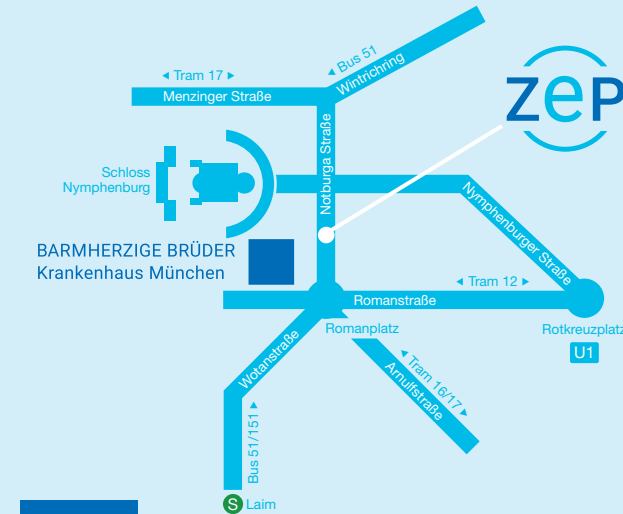 ◄ Bus 51
Wintrichring
◄ Tram 17 ►
Menzinger Straße
zeP
Notburga Straße
Schloss
Nymphenburg
Nymphenburger Straße
BARMHERZIGE BRÜDER
Krankenhaus München
◄ Tram 12 ►
Romanstraße
Romanplatz
Rotkreuzplatz
U1
Wotanstraße
◄ Tram 16/17 ►
Arnulfstraße
Bus 51/151 ►
S Laim